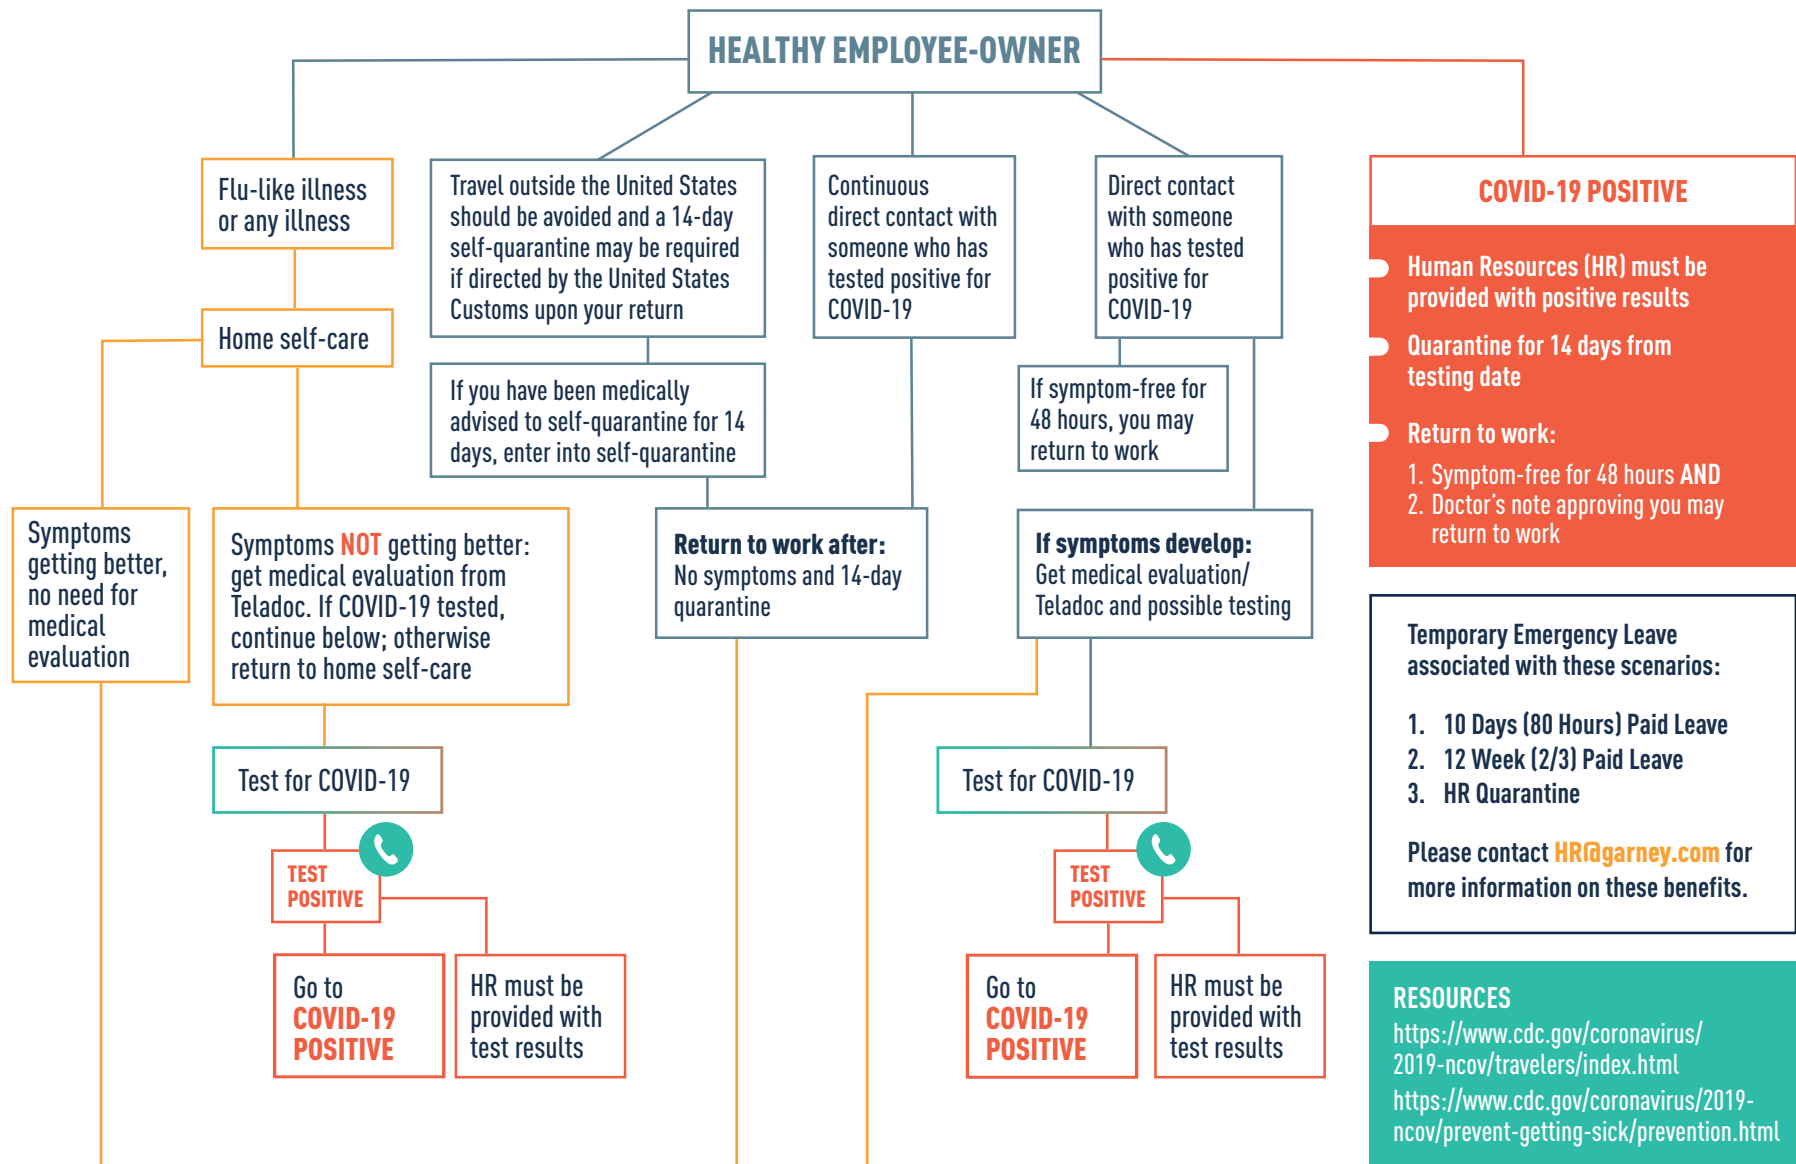 HEALTHY EMPLOYEE-OWNER
Flu-like illness
or any illness
Home self-care
Symptoms
getting better,
no need for
medical
evaluation
Symptoms NOT getting better:
get medical evaluation from
Teladoc. If COVID-19 tested,
continue below; otherwise
return to home self-care
Test for COVID-19
TEST
POSITIVE
Go to
COVID-19
POSITIVE
HR must be
provided with
test results
Travel outside the United States
should be avoided and a 14-day
self-quarantine may be required
if directed by the United States
Customs upon your return
If you have been medically
advised to self-quarantine for 14
days, enter into self-quarantine
Continuous
direct contact with
someone who has
tested positive for
COVID-19
Return to work after:
No symptoms and 14-day
quarantine
Direct contact
with someone
who has tested
positive for
COVID-19
If symptom-free for
48 hours, you may
return to work
If symptoms develop:
Get medical evaluation/
Teladoc and possible testing
Test for COVID-19
TEST
POSITIVE
Go to
COVID-19
POSITIVE
HR must be
provided with
test results
COVID-19 POSITIVE
Human Resources (HR) must be
provided with positive results
Quarantine for 14 days from
testing date
Return to work:
1. Symptom-free for 48 hours AND
2. Doctor's note approving you may
return to work
Temporary Emergency Leave
associated with these scenarios:
1. 10 Days (80 Hours) Paid Leave
2. 12 Week (2/3) Paid Leave
3. HR Quarantine
Please contact HR@garney.com for
more information on these benefits.
RESOURCES
https://www.cdc.gov/coronavirus/
2019-ncov/travelers/index.html
https://www.cdc.gov/coronavirus/2019-
ncov/prevent-getting-sick/prevention.html